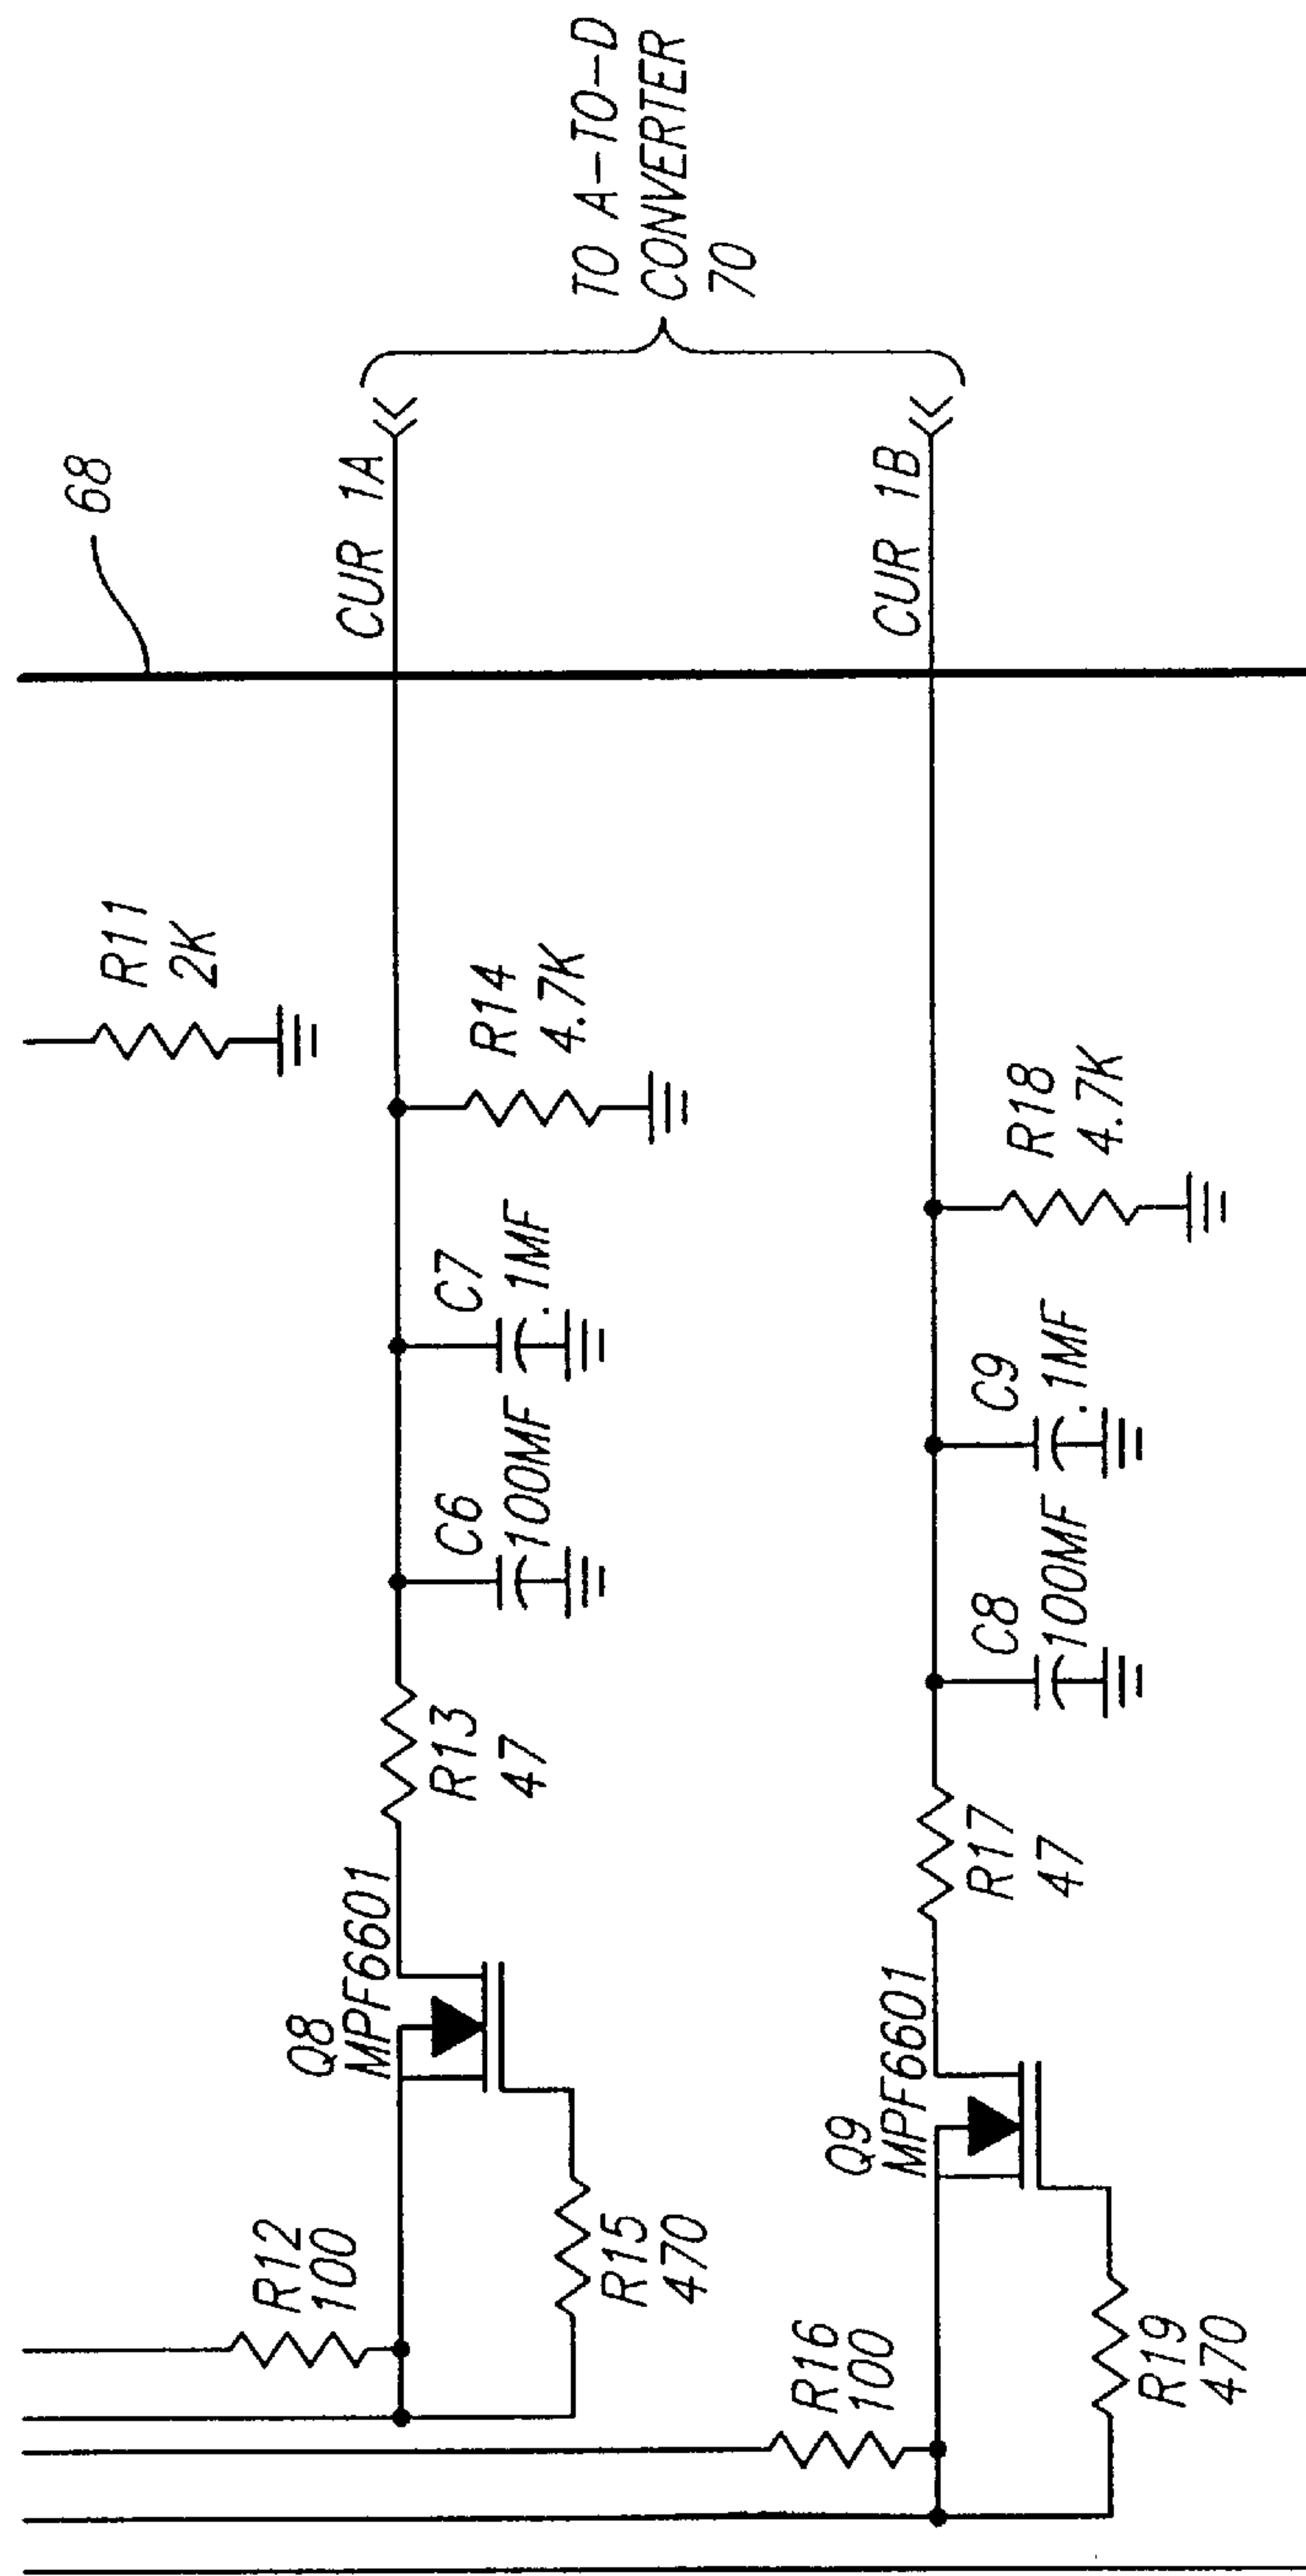 68
R11
2K
CUR 1A
TO A-TO-D
CONVERTER
70
R12
100
Q8
MPF6601
R13
47
C6
100MF
C7
.1MF
R14
4.7K
R15
470
CUR 1B
R16
100
Q9
MPF6601
R17
47
C8
100MF
C9
.1MF
R18
4.7K
R19
470